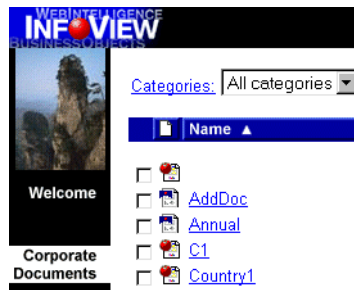 WEBINTELLIGENCE
INFOVIEW
BUSINESSOBJECTS
Categories: All categories
Name
Welcome
AddDoc
Annual
Corporate
Documents
C1
Country1